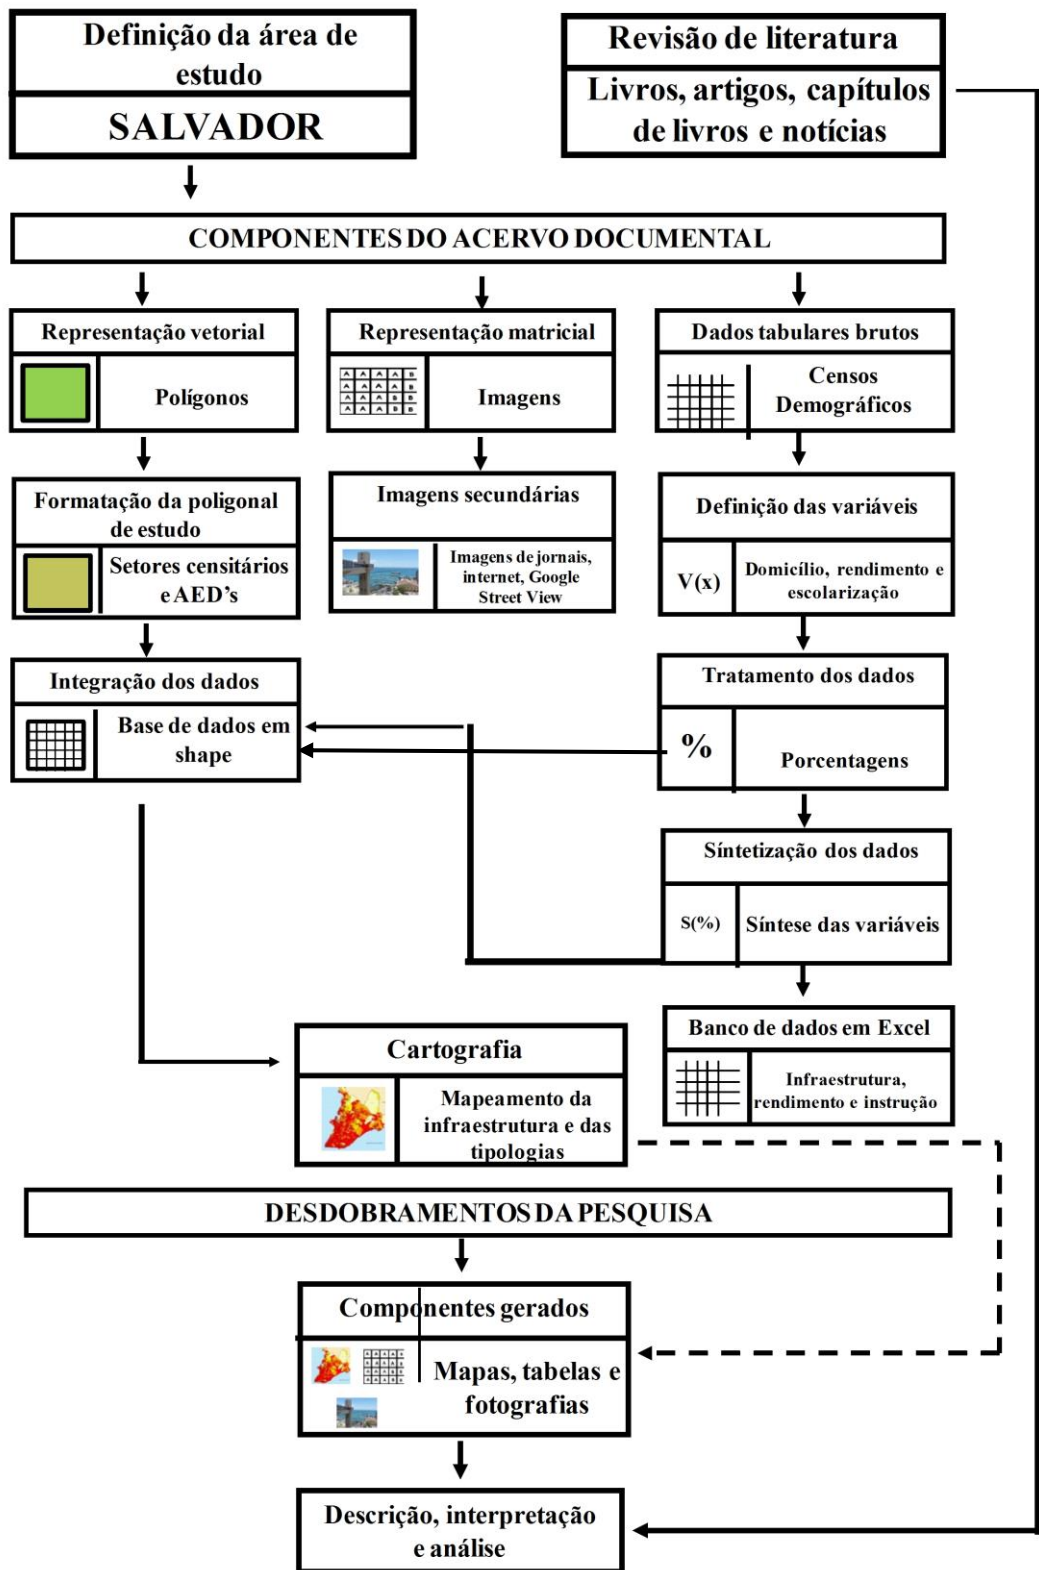 Definição da área de
estudo
SALVADOR
Revisão de literatura
Livros, artigos, capítulos
de livros e notícias
COMPONENTES DO ACERVO DOCUMENTAL
Representação vetorial
Polígonos
Representação matricial
A A A A B
A A A B B
A A A B B
Imagens
Dados tabulares brutos
Censos
Demográficos
Formatação da poligonal
de estudo
Setores censitários
e AED’s
Imagens secundárias
Imagens de jornais,
internet, Google
Street View
Definição das variáveis
V(x)
Domicílio, rendimento e
escolarização
Integração dos dados
Base de dados em
shape
Tratamento dos dados
%
Porcentagens
Síntetização dos dados
S(%)
Síntese das variáveis
Banco de dados em Excel
Infraestrutura,
rendimento e instrução
Cartografia
Mapeamento da
infraestrutura e das
tipologias
DESDOBRAMENTOS DA PESQUISA
Componentes gerados
Mapas, tabelas e
fotografias
Descrição, interpretação
e análise